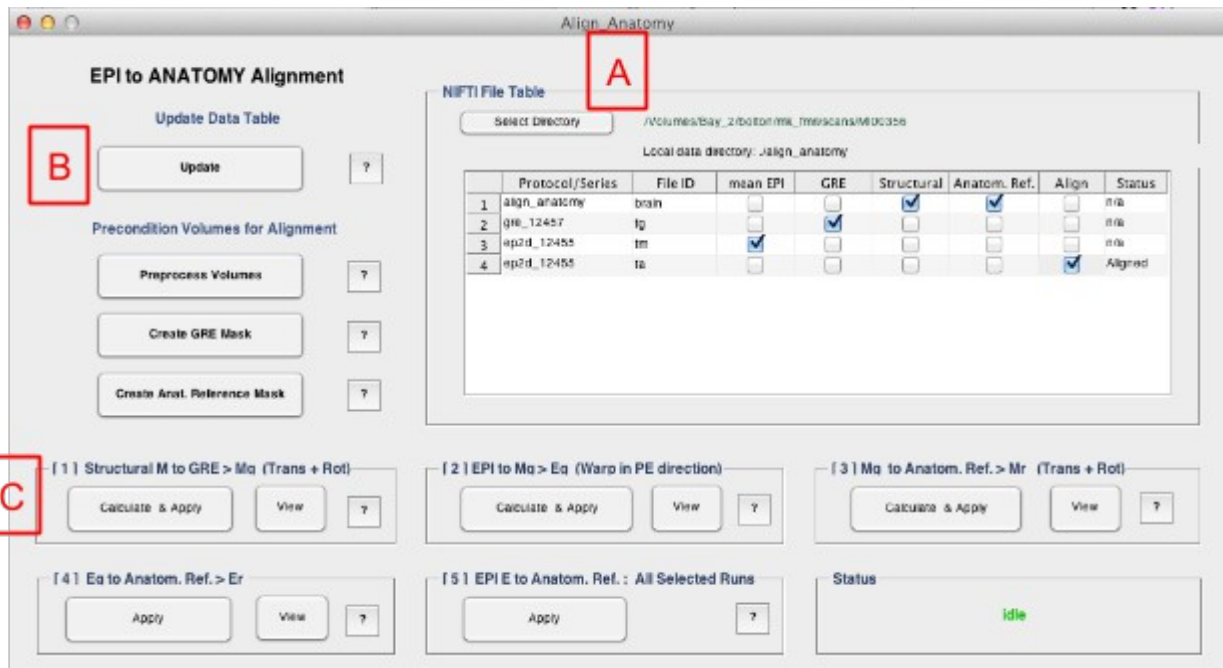 Align_Anatomy
A
EPI to ANATOMY Alignment
NIFTI File Table
Update Data Table
Select Directory
Local data directory: ./align_anatomy
B
Update
?
Protocol/Series File ID mean EPI GRE Structural Anatom. Ref. Align Status
1 align_anatomy brain n/a
2 gre_12457 fg n/a
3 ep2d_12455 fm n/a
4 ep2d_12455 fa Aligned
Precondition Volumes for Alignment
Preprocess Volumes
?
Create GRE Mask
?
Create Anat. Reference Mask
?
C
[ 1 ] Structural M to GRE > Mg (Trans + Rot)
Calculate & Apply View ?
[ 2 ] EPI to Mg > Eg (Warp in PE direction)
Calculate & Apply View ?
[ 3 ] Mg to Anatom. Ref. > Mr (Trans + Rot)
Calculate & Apply View ?
[ 4 ] Eg to Anatom. Ref. > Er
Apply View ?
[ 5 ] EPI E to Anatom. Ref. : All Selected Runs
Apply ?
Status
idle